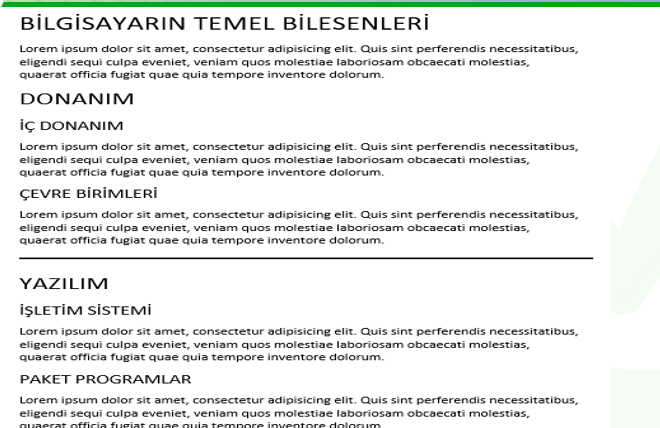 BİLGİSAYARIN TEMEL BİLESENLERİ
Lorem ipsum dolor sit amet, consectetur adipisicing elit. Quis sint perferendis necessitatibus,
eligendi sequi culpa eveniet, veniam quos molestiae laboriosam obcaecati molestias,
quaerat officia fugiat quae quia tempore inventore dolorum.
DONANIM
İÇ DONANIM
Lorem ipsum dolor sit amet, consectetur adipisicing elit. Quis sint perferendis necessitatibus,
eligendi sequi culpa eveniet, veniam quos molestiae laboriosam obcaecati molestias,
quaerat officia fugiat quae quia tempore inventore dolorum.
ÇEVRE BİRİMLERİ
Lorem ipsum dolor sit amet, consectetur adipisicing elit. Quis sint perferendis necessitatibus,
eligendi sequi culpa eveniet, veniam quos molestiae laboriosam obcaecati molestias,
quaerat officia fugiat quae quia tempore inventore dolorum.
YAZILIM
İŞLETİM SİSTEMİ
Lorem ipsum dolor sit amet, consectetur adipisicing elit. Quis sint perferendis necessitatibus,
eligendi sequi culpa eveniet, veniam quos molestiae laboriosam obcaecati molestias,
quaerat officia fugiat quae quia tempore inventore dolorum.
PAKET PROGRAMLAR
Lorem ipsum dolor sit amet, consectetur adipisicing elit. Quis sint perferendis necessitatibus,
eligendi sequi culpa eveniet, veniam quos molestiae laboriosam obcaecati molestias,
quaerat officia fugiat quae quia tempore inventore dolorum.